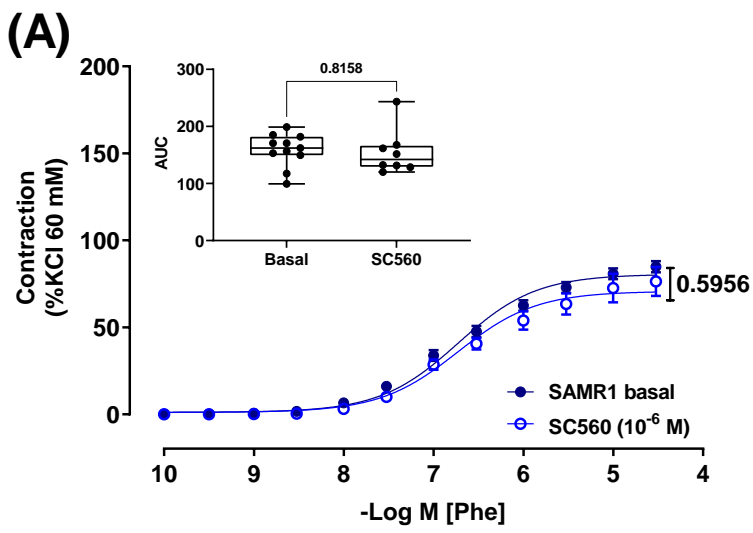 (A)
200
150
100
50
0
Contraction
(%KCl 60 mM)
300
200
100
0
AUC
0.8158
Basal
SC560
0.5956
SAMR1 basal
SC560 (10⁻⁶ M)
10
9
8
7
6
5
4
-Log M [Phe]